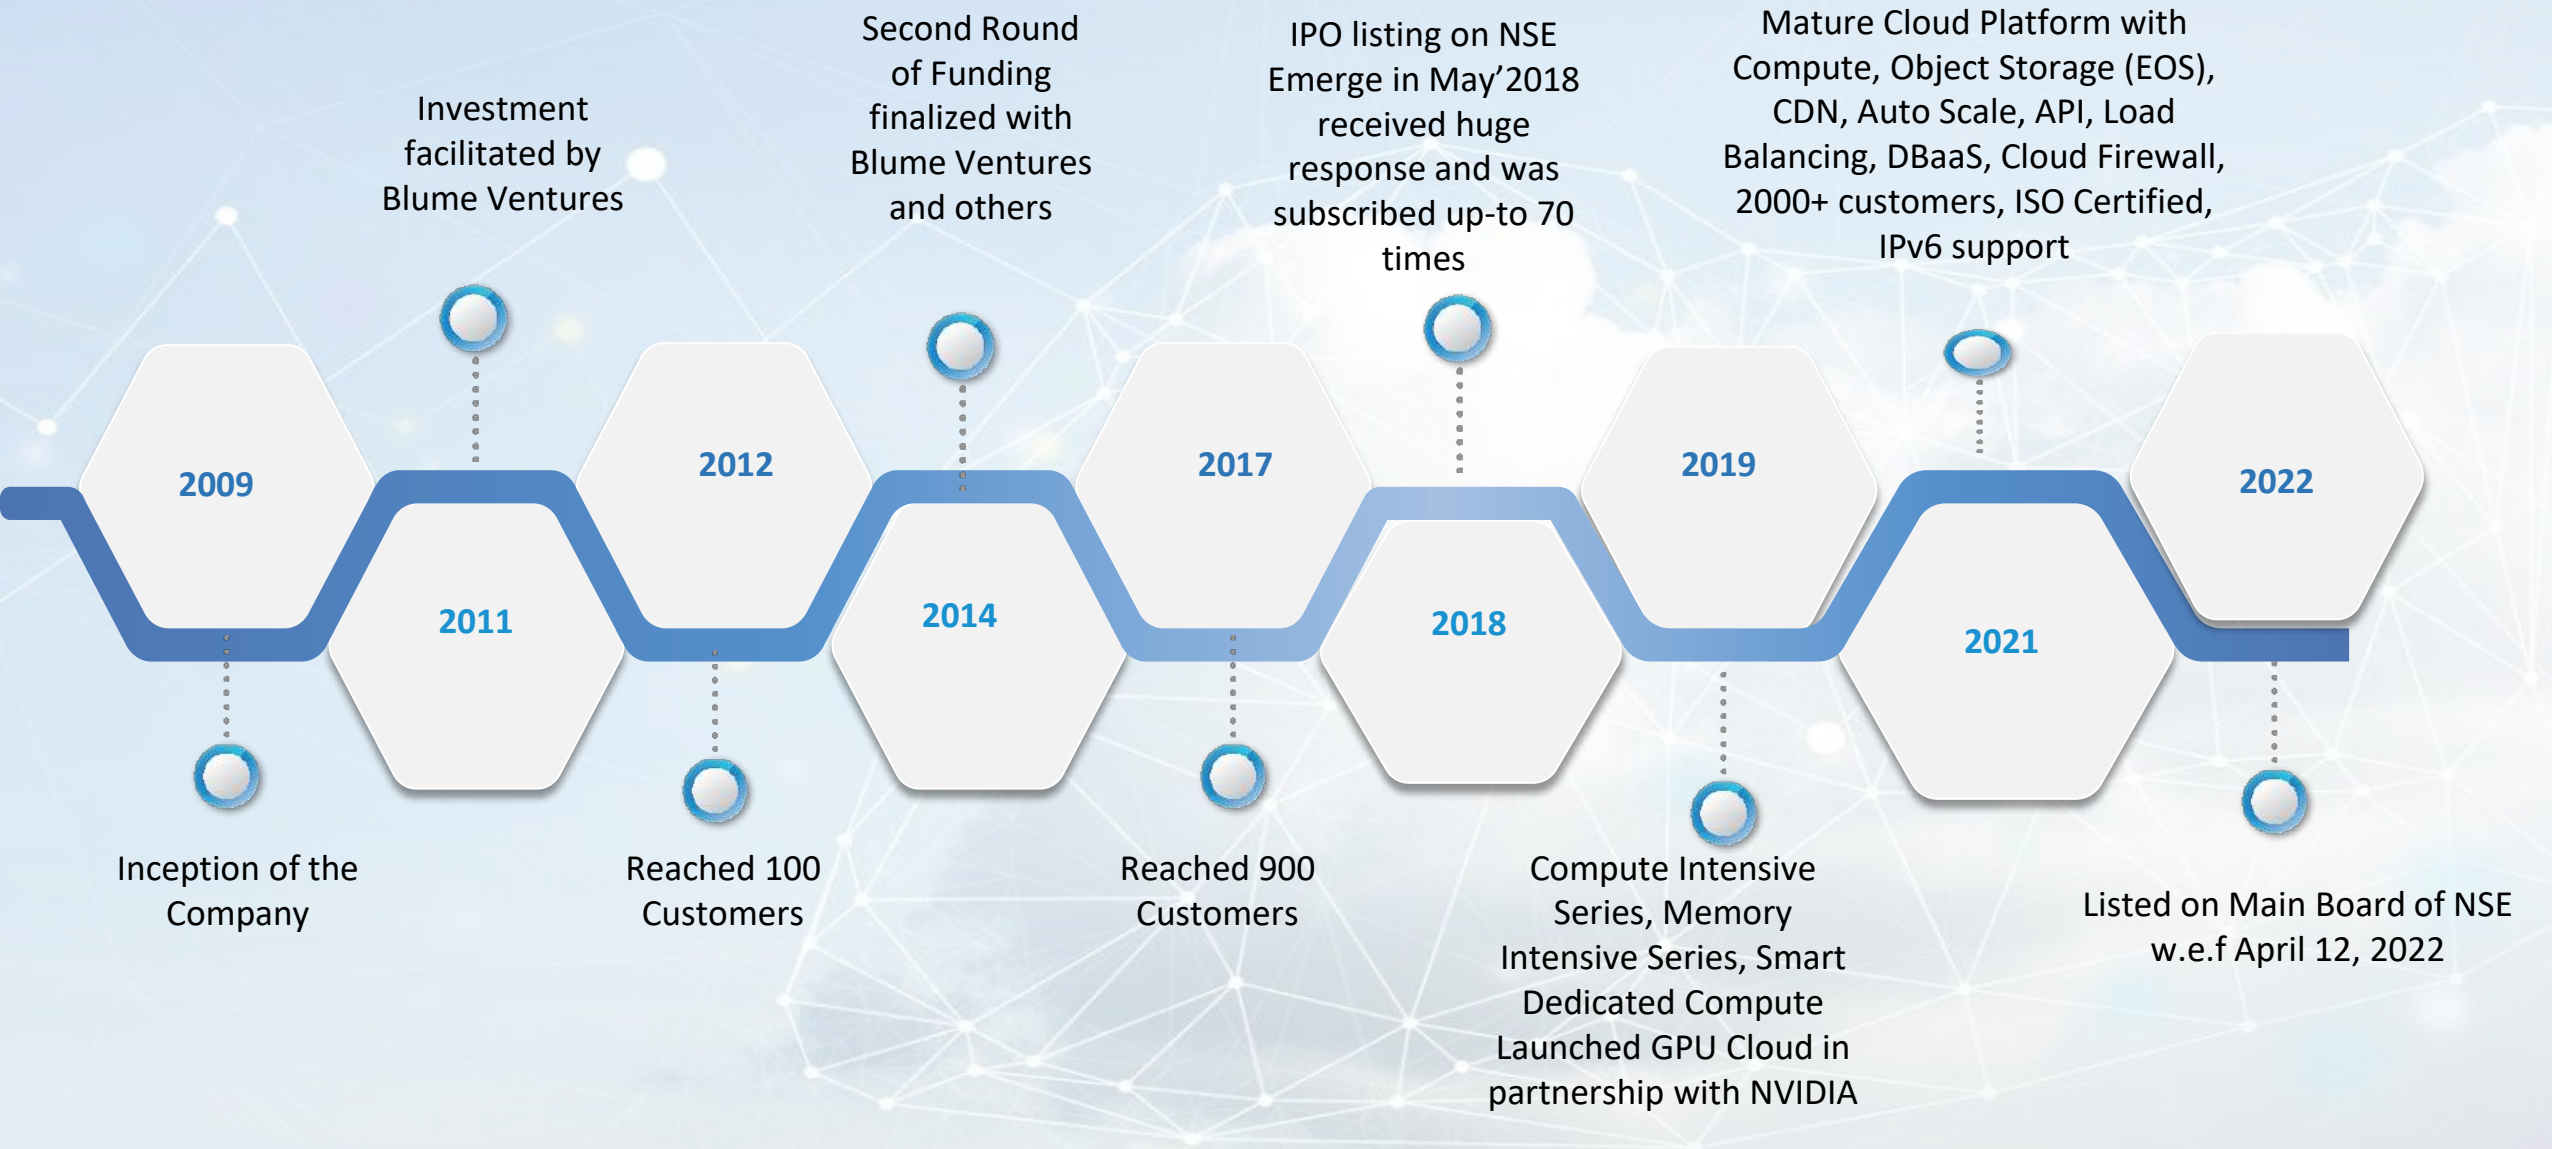 2009
Inception of the
Company
Investment
facilitated by
Blume Ventures
2011
2012
Reached 100
Customers
Second Round
of Funding
finalized with
Blume Ventures
and others
2014
2017
Reached 900
Customers
IPO listing on NSE
Emerge in May’2018
received huge
response and was
subscribed up-to 70
times
2018
2019
Compute Intensive
Series, Memory
Intensive Series, Smart
Dedicated Compute
Launched GPU Cloud in
partnership with NVIDIA
Mature Cloud Platform with
Compute, Object Storage (EOS),
CDN, Auto Scale, API, Load
Balancing, DBaaS, Cloud Firewall,
2000+ customers, ISO Certified,
IPv6 support
2021
2022
Listed on Main Board of NSE
w.e.f April 12, 2022